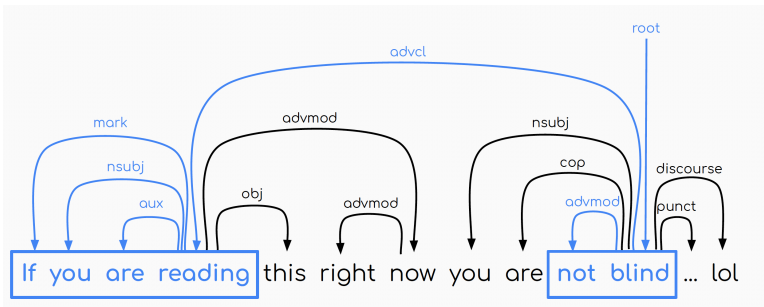 root
advcl
mark advmod nsubj
nsubj cop discourse
aux obj advmod advmod punct
If you are reading this right now you are not blind ... lol